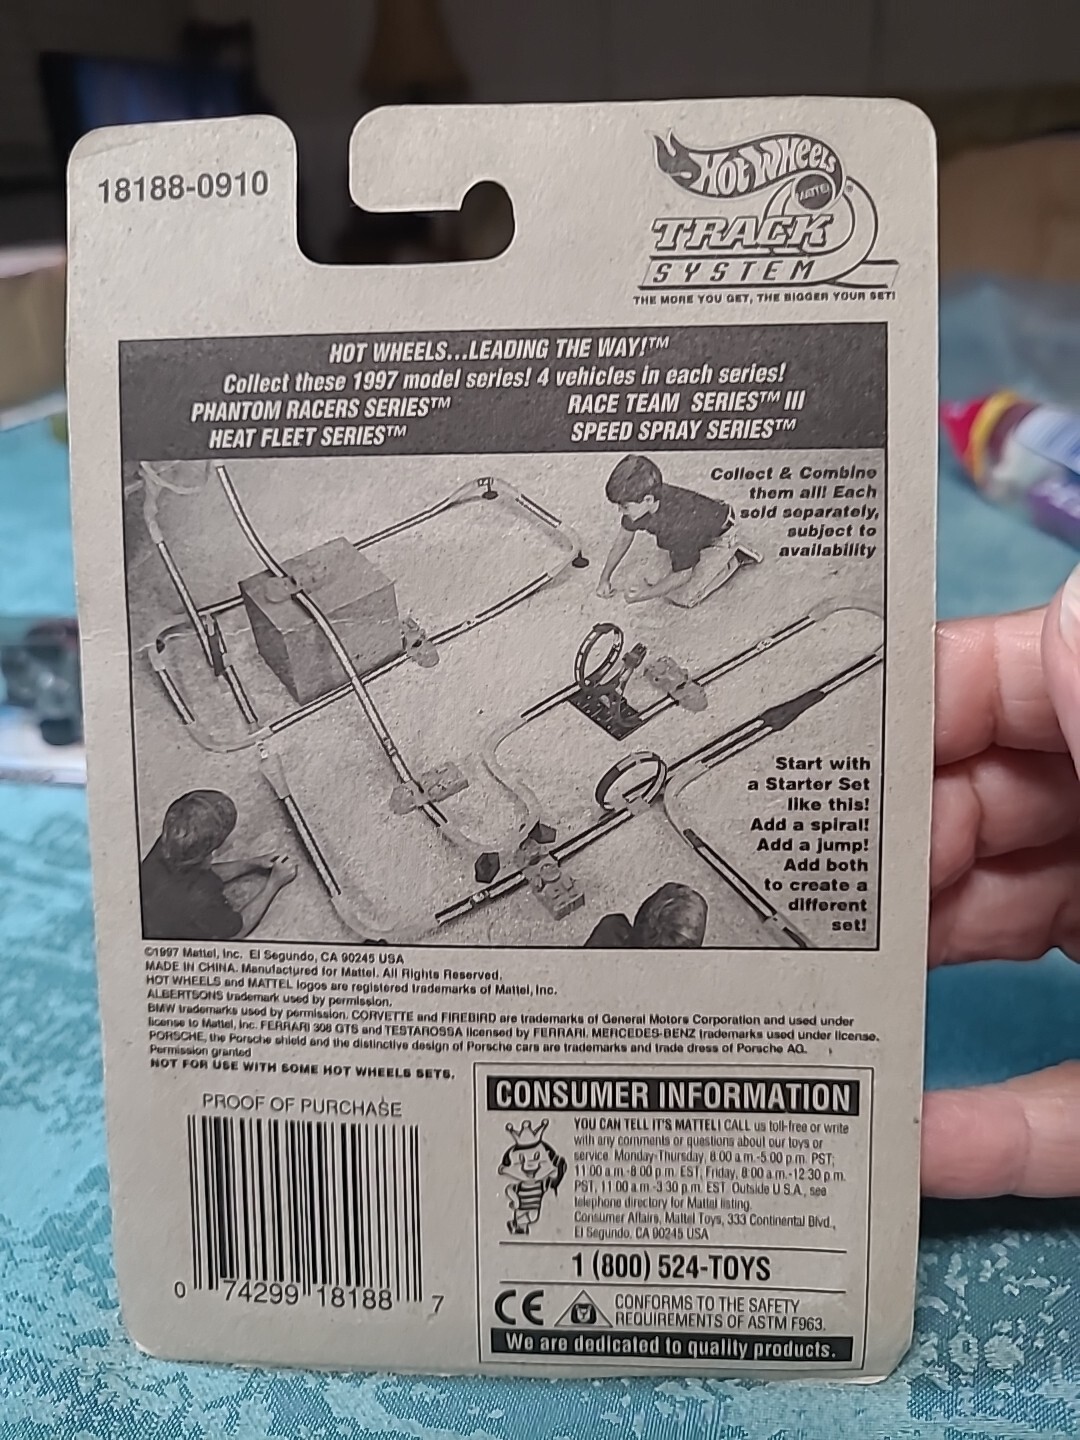 18188-0910
HOT WHEELS
MATTEL
TRACK
SYSTEM
THE MORE YOU GET, THE BIGGER YOUR SET!
HOT WHEELS...LEADING THE WAY!™
Collect these 1997 model series! 4 vehicles in each series!
PHANTOM RACERS SERIES™ RACE TEAM SERIES™ III
HEAT FLEET SERIES™ SPEED SPRAY SERIES™
Collect & Combine
them all! Each
sold separately,
subject to
availability
Start with
a Starter Set
like this!
Add a spiral!
Add a jump!
Add both
to create a
different
set!
©1997 Mattel, Inc. El Segundo, CA 90245 USA
MADE IN CHINA. Manufactured for Mattel. All Rights Reserved.
HOT WHEELS and MATTEL logos are registered trademarks of Mattel, Inc.
ALBERTSONS trademark used by permission.
BMW trademarks used by permission. CORVETTE and FIREBIRD are trademarks of General Motors Corporation and used under
license to Mattel, Inc. FERRARI 308 GTS and TESTAROSSA licensed by FERRARI. MERCEDES-BENZ trademarks used under license.
PORSCHE, the Porsche shield and the distinctive design of Porsche cars are trademarks and trade dress of Porsche AG.
Permission granted
NOT FOR USE WITH SOME HOT WHEELS SETS.
PROOF OF PURCHASE
0 74299 18188 7
CONSUMER INFORMATION
YOU CAN TELL IT'S MATTEL! CALL us toll-free or write
with any comments or questions about our toys or
service. Monday-Thursday, 8:00 a.m.-5:00 p.m. PST;
11:00 a.m.-8:00 p.m. EST; Friday, 8:00 a.m.-12:30 p.m.
PST, 11:00 a.m.-3:30 p.m. EST. Outside U.S.A., see
telephone directory for Mattel listing.
Consumer Affairs, Mattel Toys, 333 Continental Blvd.,
El Segundo, CA 90245 USA
1 (800) 524-TOYS
CE
CONFORMS TO THE SAFETY
REQUIREMENTS OF ASTM F963.
We are dedicated to quality products.